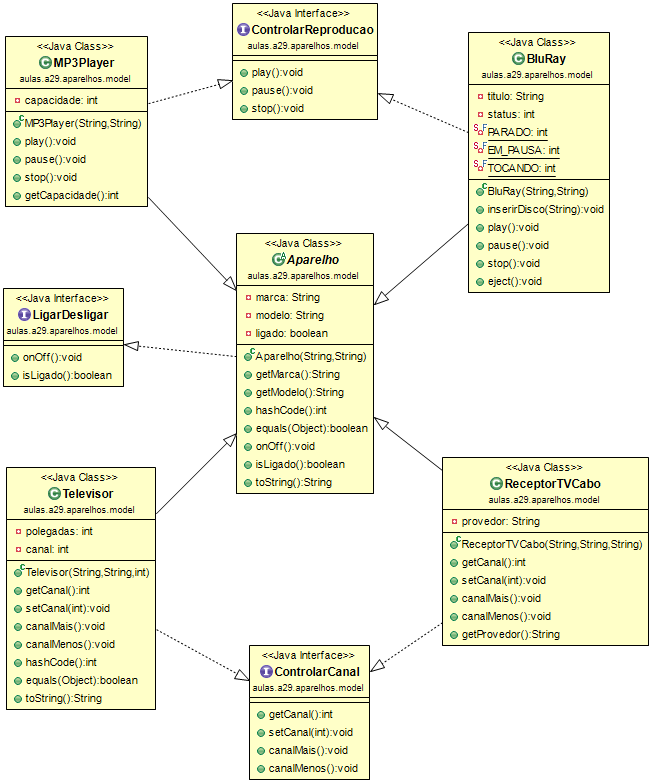 <<Java Interface>>
ControlarReproducao
aulas.a29.aparelhos.model
play():void
pause():void
stop():void
<<Java Class>>
MP3Player
aulas.a29.aparelhos.model
capacidade: int
MP3Player(String,String)
play():void
pause():void
stop():void
getCapacidade():int
<<Java Class>>
BluRay
aulas.a29.aparelhos.model
titulo: String
status: int
PARADO: int
EM_PAUSA: int
TOCANDO: int
BluRay(String,String)
inserirDisco(String):void
play():void
pause():void
stop():void
eject():void
<<Java Class>>
Aparelho
aulas.a29.aparelhos.model
marca: String
modelo: String
ligado: boolean
Aparelho(String,String)
getMarca():String
getModelo():String
hashCode():int
equals(Object):boolean
onOff():void
isLigado():boolean
toString():String
<<Java Interface>>
LigarDesligar
aulas.a29.aparelhos.model
onOff():void
isLigado():boolean
<<Java Class>>
Televisor
aulas.a29.aparelhos.model
polegadas: int
canal: int
Televisor(String,String,int)
getCanal():int
setCanal(int):void
canalMais():void
canalMenos():void
hashCode():int
equals(Object):boolean
toString():String
<<Java Class>>
ReceptorTVCabo
aulas.a29.aparelhos.model
provedor: String
ReceptorTVCabo(String,String,String)
getCanal():int
setCanal(int):void
canalMais():void
canalMenos():void
getProvedor():String
<<Java Interface>>
ControlarCanal
aulas.a29.aparelhos.model
getCanal():int
setCanal(int):void
canalMais():void
canalMenos():void